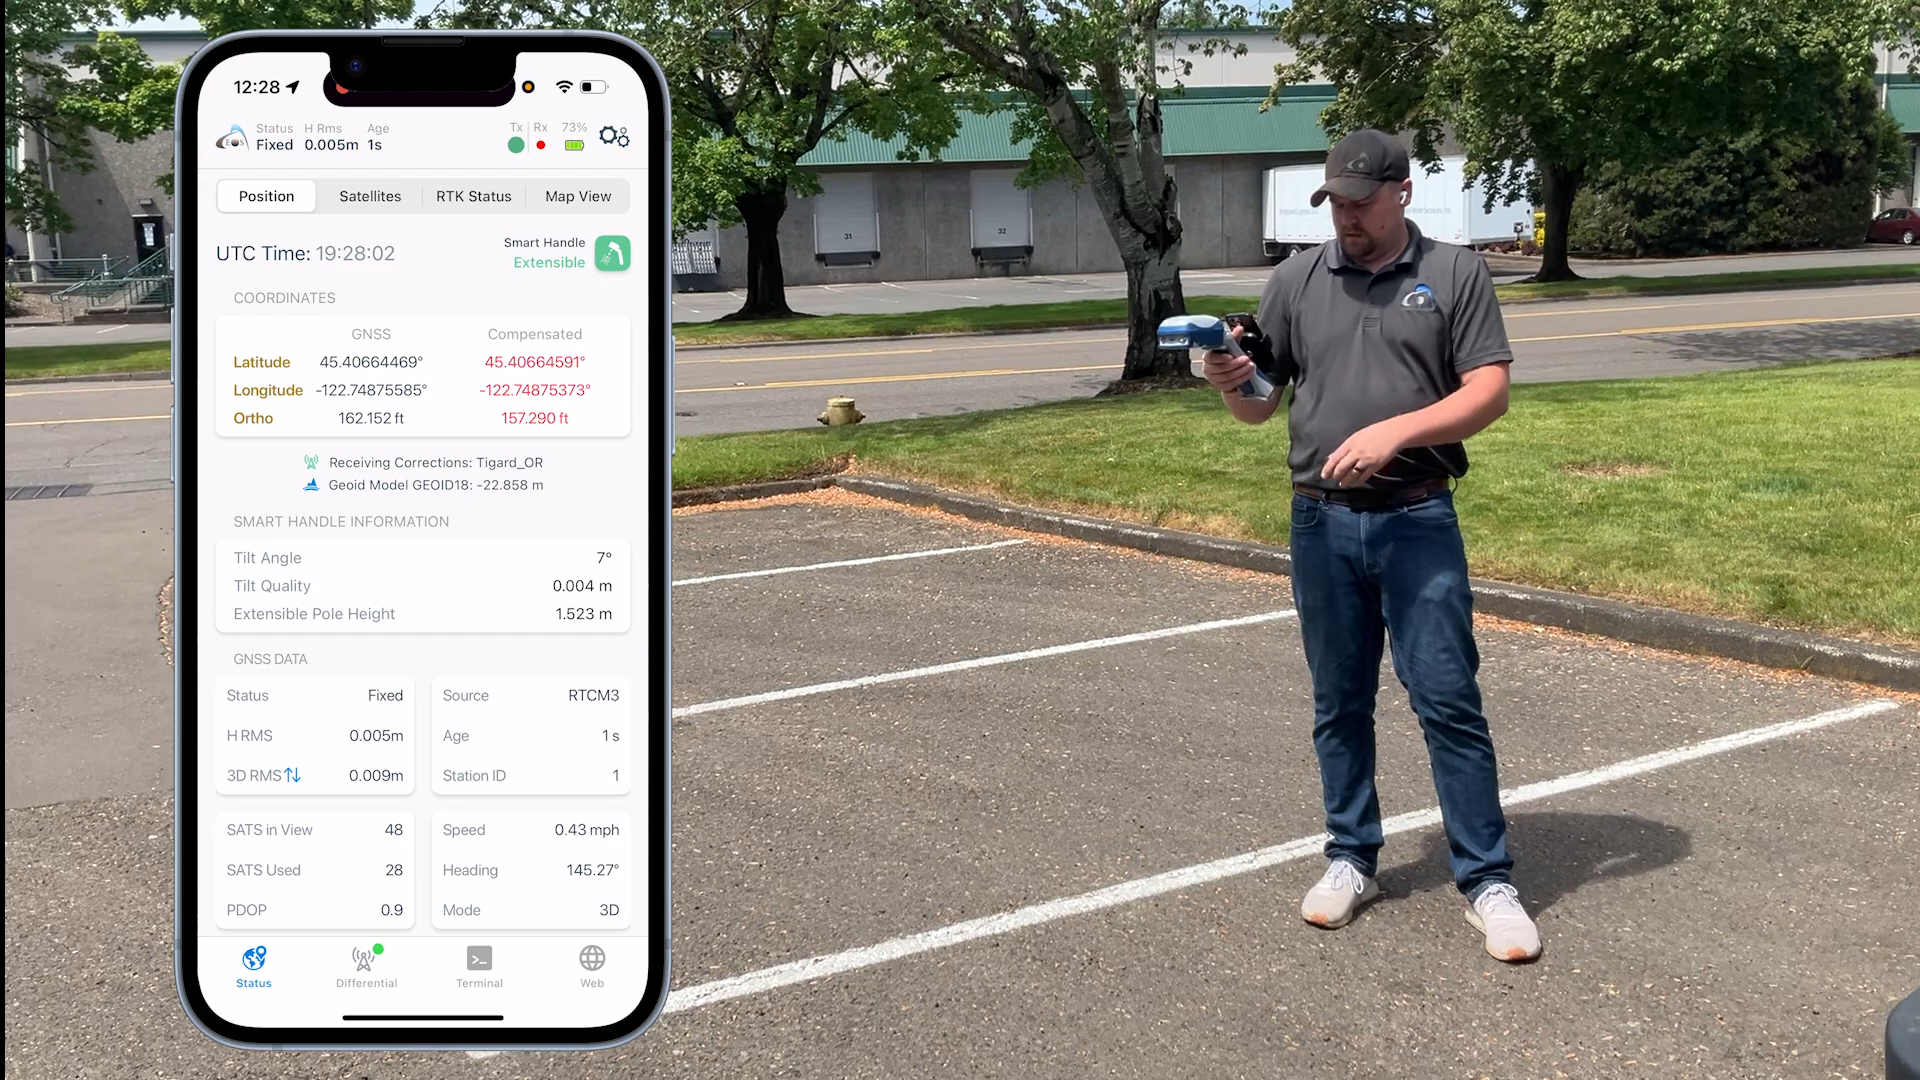 12:28
Status H Rms Age Tx Rx 73%
EOS Fixed 0.005m 1s
Position Satellites RTK Status Map View
UTC Time: 19:28:02
Smart Handle
Extensible
COORDINATES
GNSS Compensated
Latitude 45.40664469° 45.40664591°
Longitude -122.74875585° -122.74875373°
Ortho 162.152 ft 157.290 ft
Receiving Corrections: Tigard_OR
Geoid Model GEOID18: -22.858 m
SMART HANDLE INFORMATION
Tilt Angle 7°
Tilt Quality 0.004 m
Extensible Pole Height 1.523 m
GNSS DATA
Status Fixed
H RMS 0.005m
3D RMS 0.009m
Source RTCM3
Age 1 s
Station ID 1
SATS in View 48
SATS Used 28
PDOP 0.9
Speed 0.43 mph
Heading 145.27°
Mode 3D
Status Differential Terminal Web
31
32